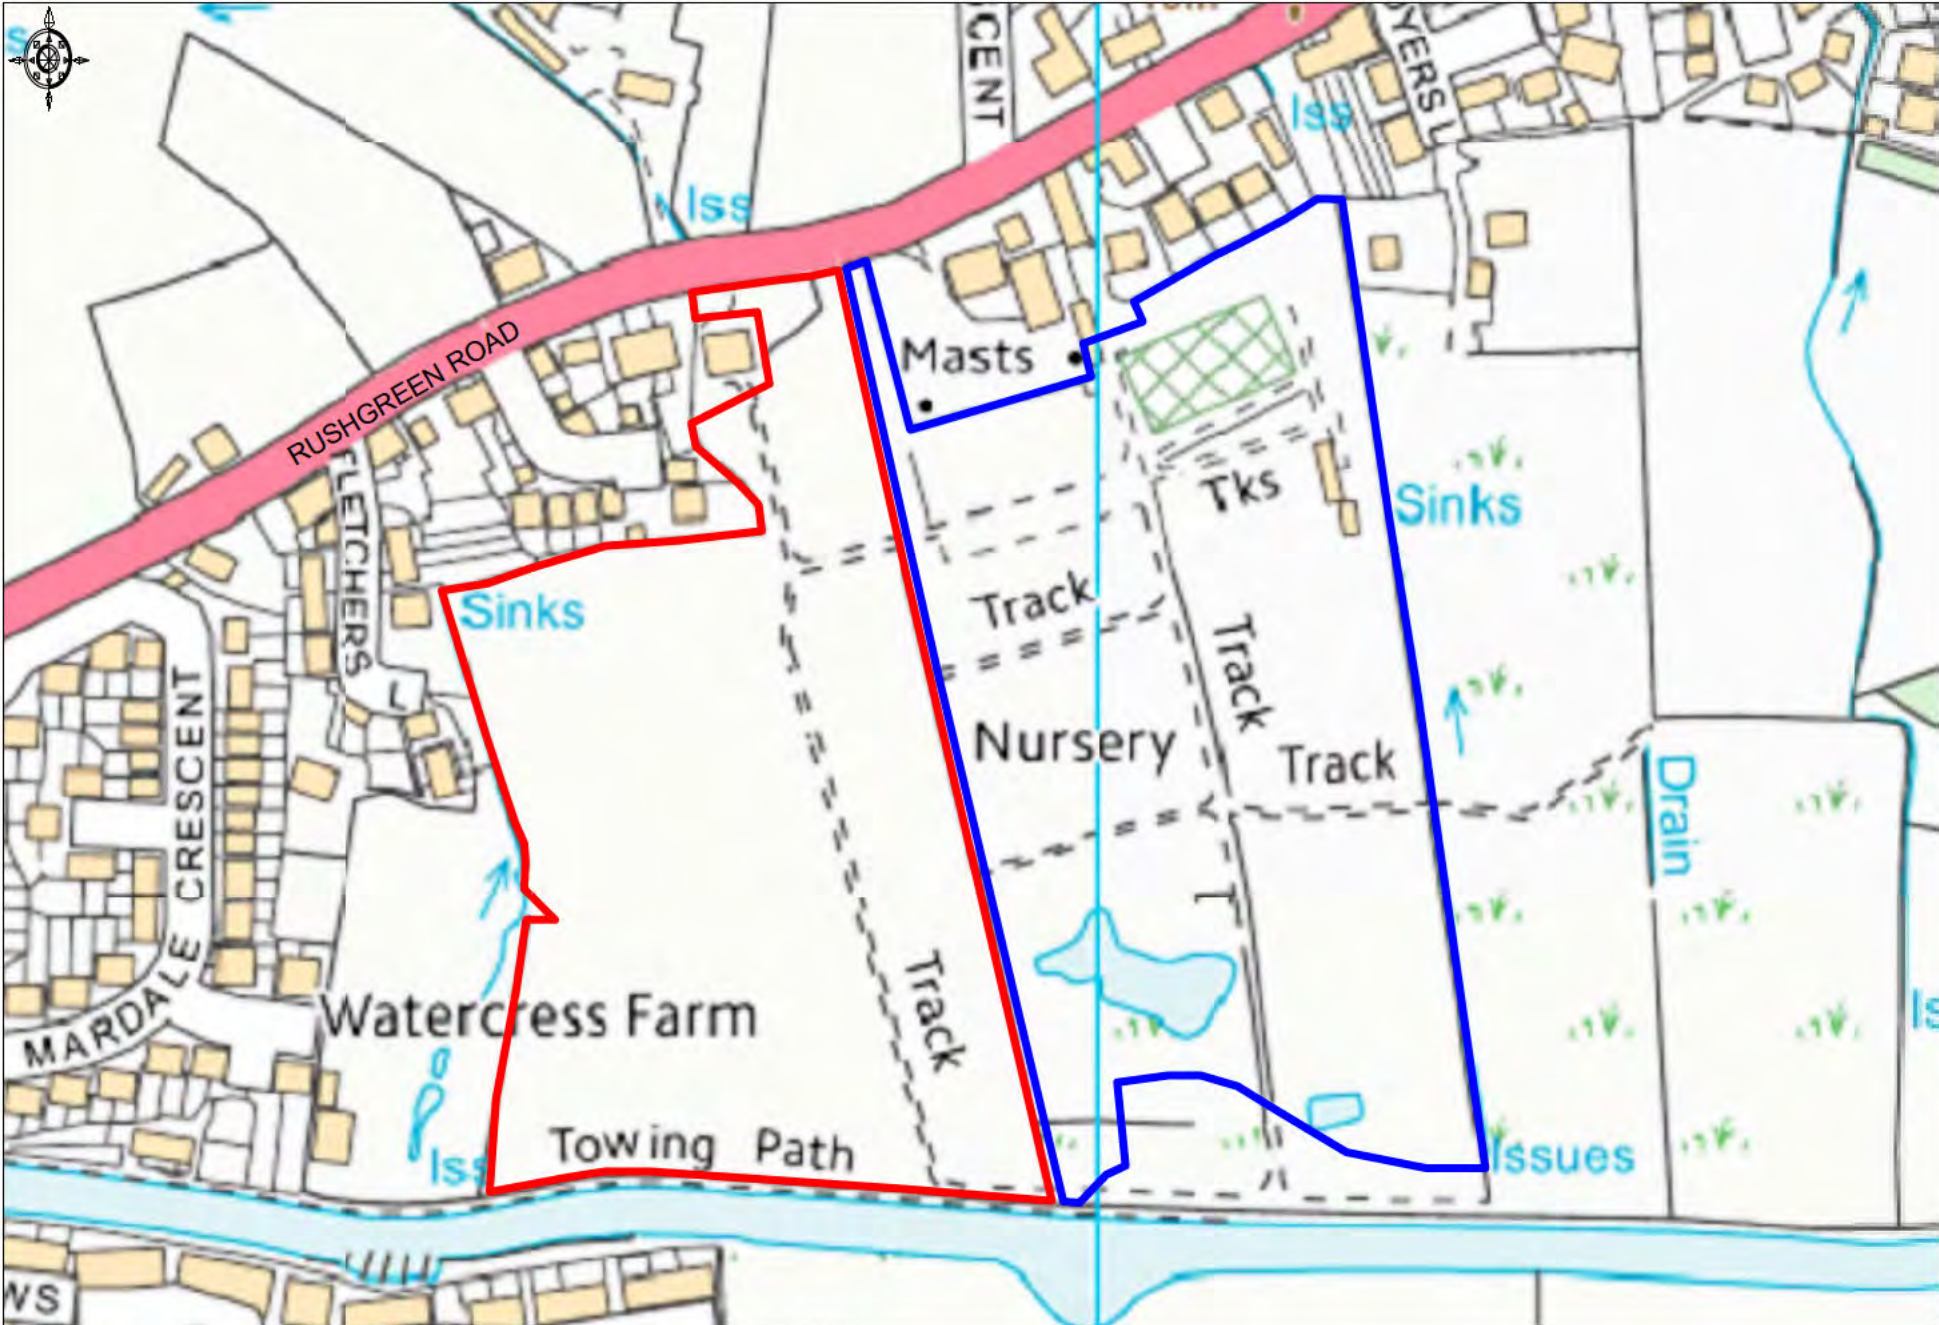 CENT
DYERS L
Iss
Iss
RUSHGREEN ROAD
Masts
FLETCHERS
L
Tks
Sinks
Sinks
Track
Track
Nursery
Track
MARDALE CRESCENT
Drain
T
Track
Watercress Farm
Is
Towing Path
Iss
Issues
WS